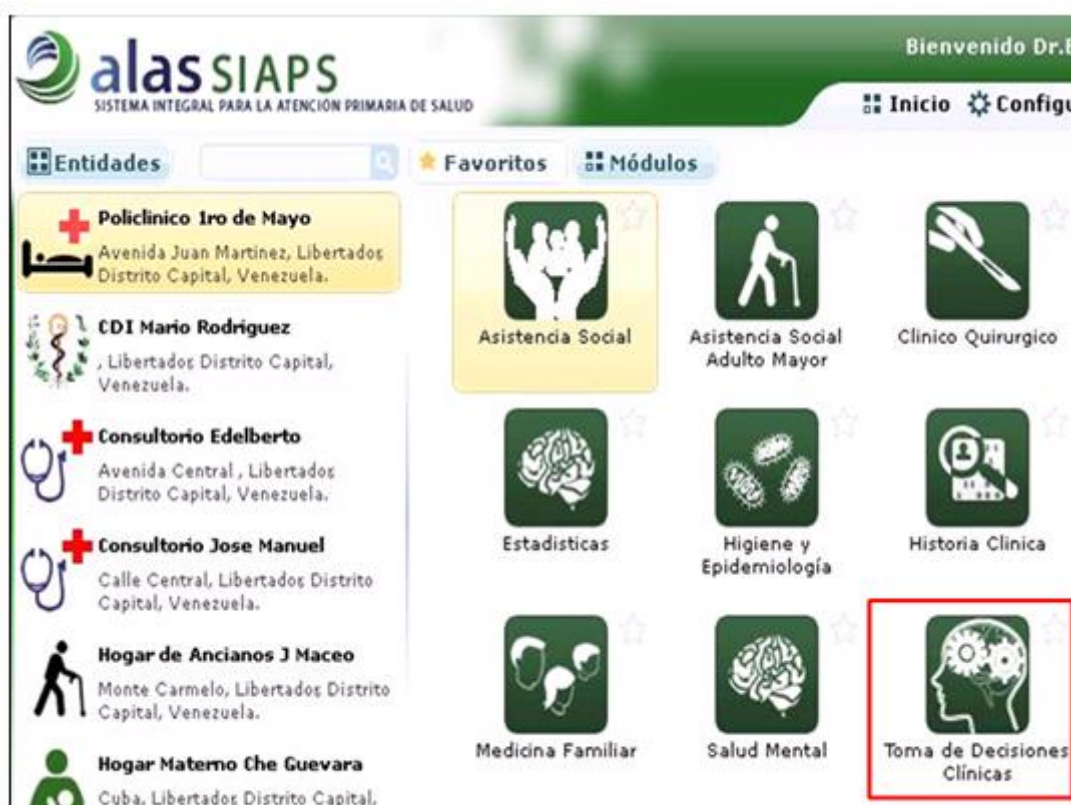 alas SIAPS
SISTEMA INTEGRAL PARA LA ATENCIÓN PRIMARIA DE SALUD
Bienvenido Dr.E
Inicio Configu
Entidades
Favoritos Módulos
Policlinico 1ro de Mayo
Avenida Juan Martinez, Libertados
Distrito Capital, Venezuela.
CDI Mario Rodriguez
, Libertados Distrito Capital,
Venezuela.
Consultorio Edelberto
Avenida Central , Libertados
Distrito Capital, Venezuela.
Consultorio Jose Manuel
Calle Central, Libertados Distrito
Capital, Venezuela.
Hogar de Ancianos J Maceo
Monte Carmelo, Libertados Distrito
Capital, Venezuela.
Hogar Materno Che Guevara
Cuba, Libertados Distrito Capital,
Asistencia Social
Asistencia Social
Adulto Mayor
Clinico Quirurgico
Estadisticas
Higiene y
Epidemiología
Historia Clinica
Medicina Familiar
Salud Mental
Toma de Decisiones
Clínicas